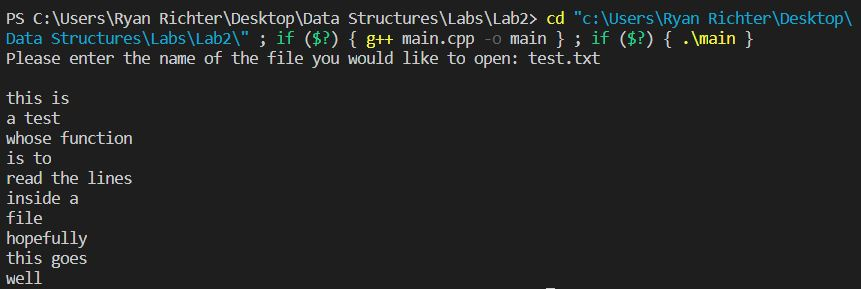 PS C:\Users\Ryan Richter\Desktop\Data Structures\Labs\Lab2> cd "c:\Users\Ryan Richter\Desktop\
Data Structures\Labs\Lab2\" ; if ($?) { g++ main.cpp -o main } ; if ($?) { .\main }
Please enter the name of the file you would like to open: test.txt
this is
a test
whose function
is to
read the lines
inside a
file
hopefully
this goes
well